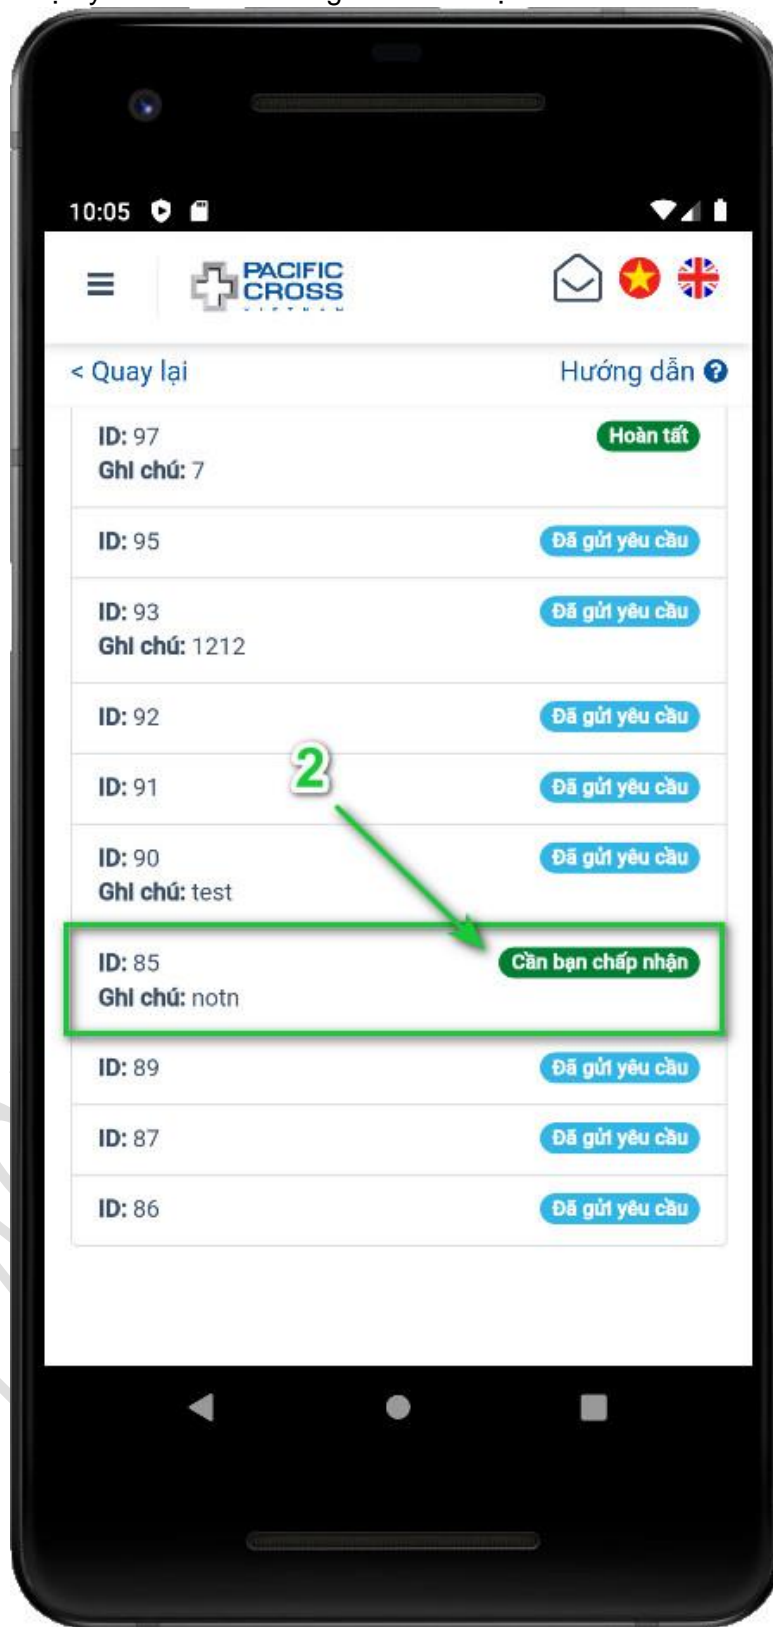 10:05
PACIFIC
CROSS
VIETNAM
< Quay lại
Hướng dẫn
ID: 97
Hoàn tất
Ghi chú: 7
ID: 95
Đã gửi yêu cầu
ID: 93
Đã gửi yêu cầu
Ghi chú: 1212
ID: 92
Đã gửi yêu cầu
2
ID: 91
Đã gửi yêu cầu
ID: 90
Đã gửi yêu cầu
Ghi chú: test
ID: 85
Cần bạn chấp nhận
Ghi chú: notn
ID: 89
Đã gửi yêu cầu
ID: 87
Đã gửi yêu cầu
ID: 86
Đã gửi yêu cầu